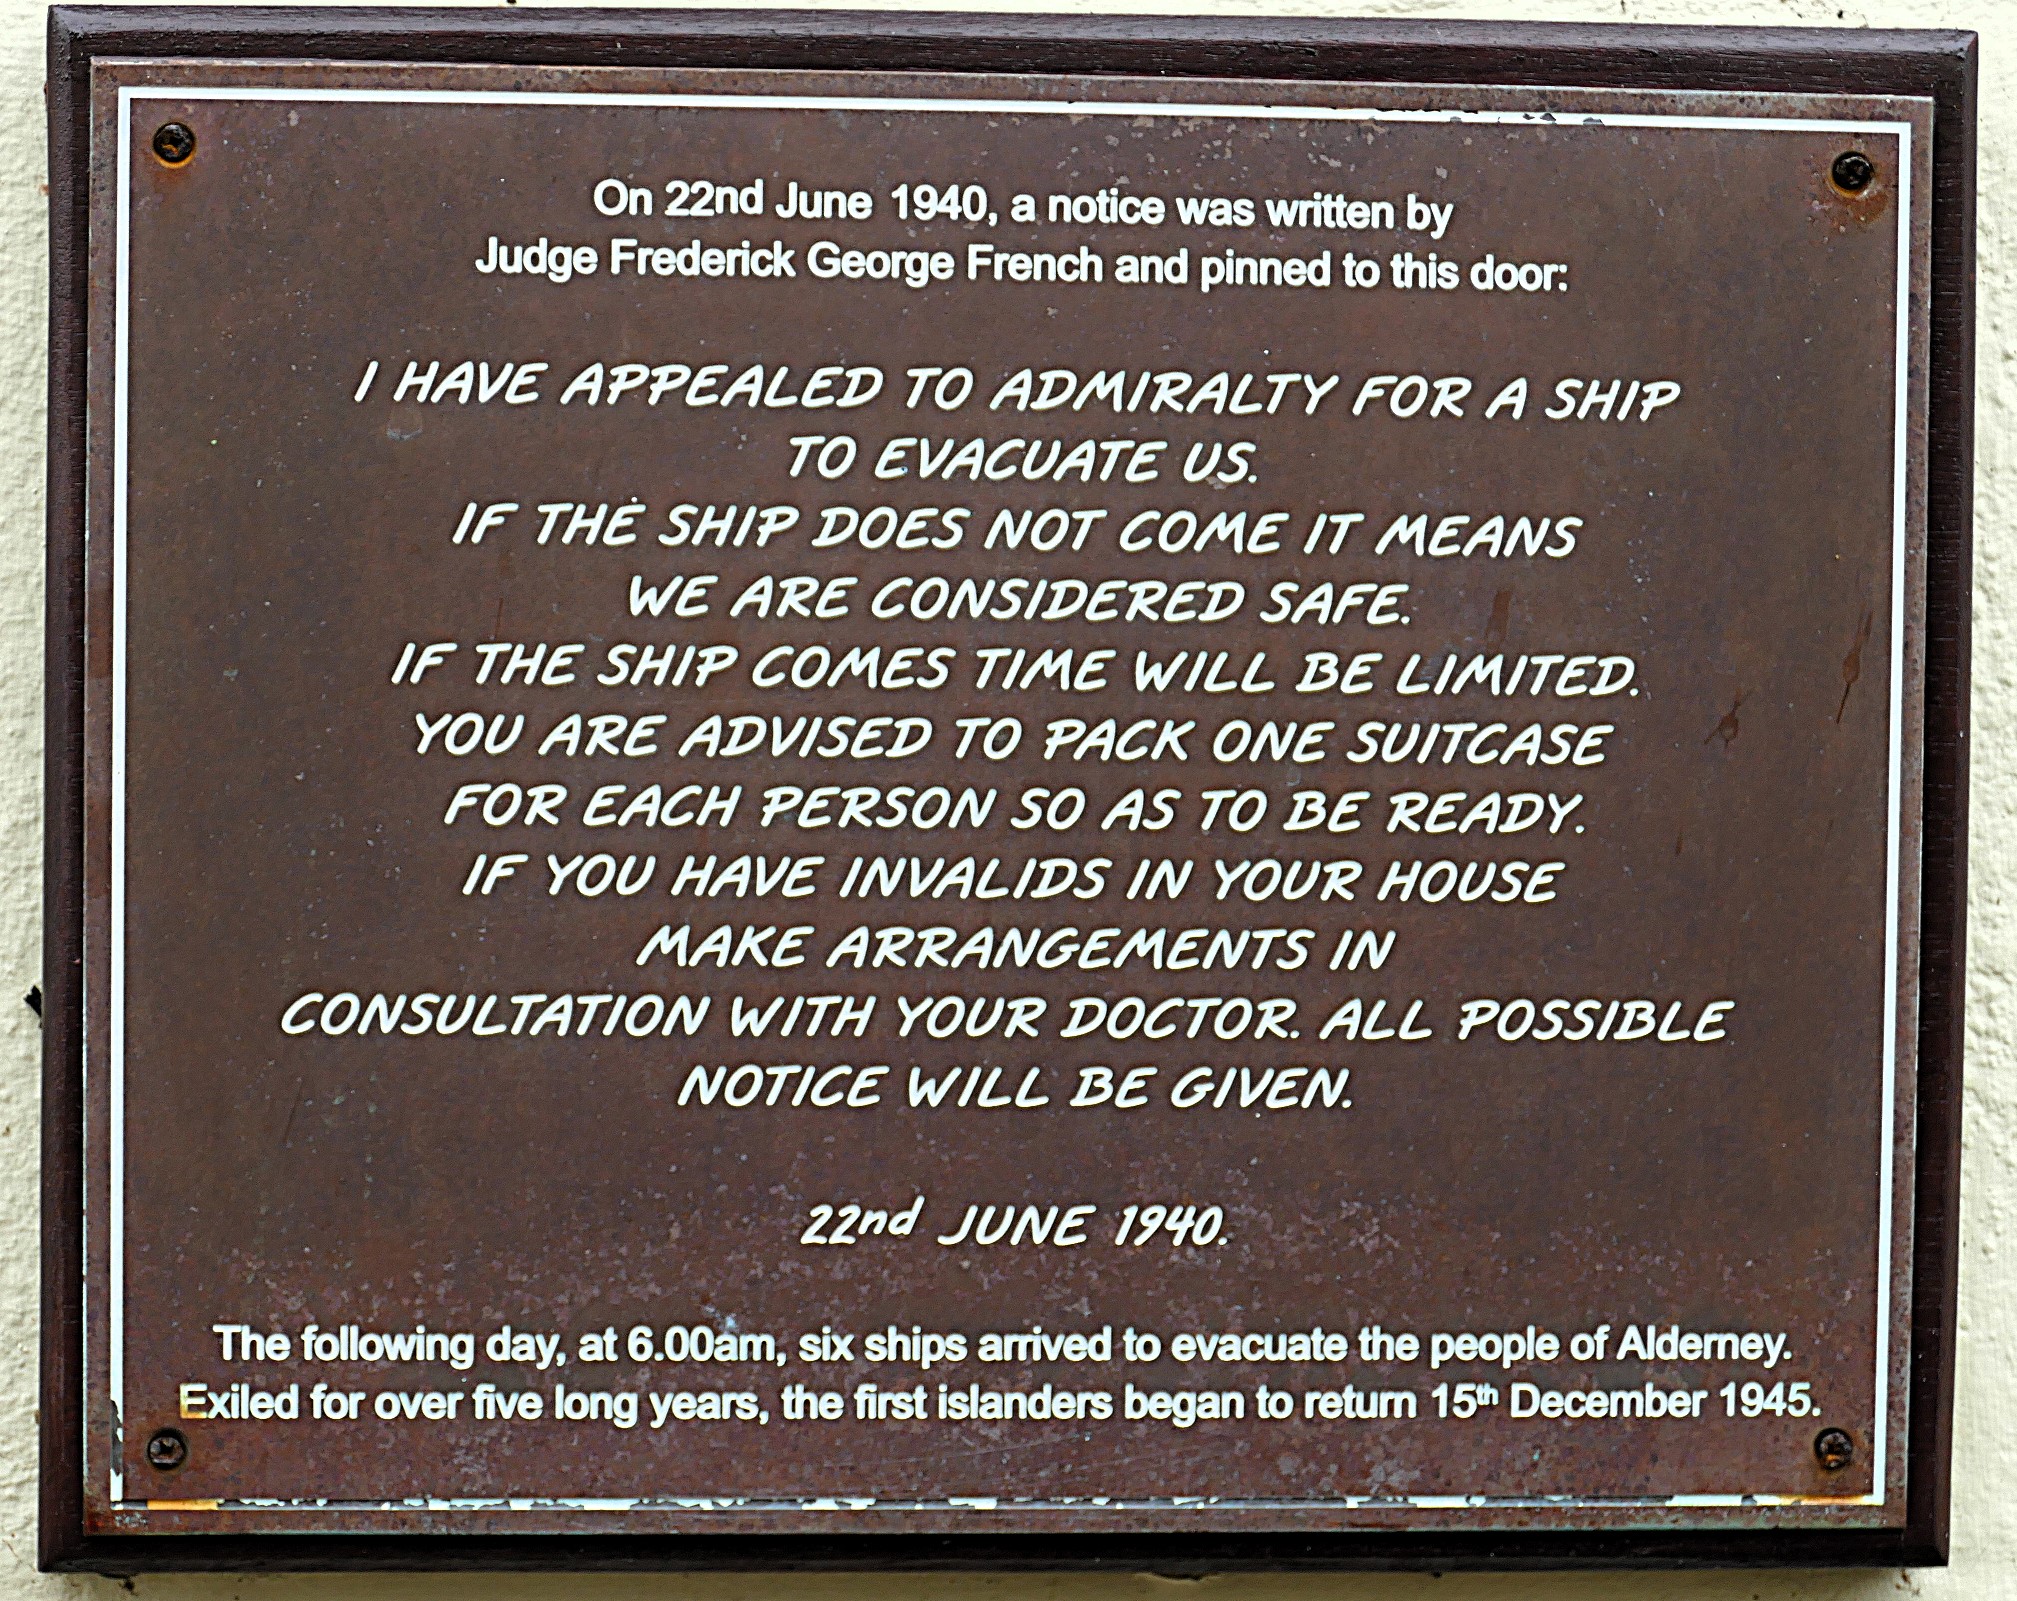 On 22nd June 1940, a notice was written by
Judge Frederick George French and pinned to this door:
I HAVE APPEALED TO ADMIRALTY FOR A SHIP
TO EVACUATE US.
IF THE SHIP DOES NOT COME IT MEANS
WE ARE CONSIDERED SAFE.
IF THE SHIP COMES TIME WILL BE LIMITED.
YOU ARE ADVISED TO PACK ONE SUITCASE
FOR EACH PERSON SO AS TO BE READY.
IF YOU HAVE INVALIDS IN YOUR HOUSE
MAKE ARRANGEMENTS IN
CONSULTATION WITH YOUR DOCTOR. ALL POSSIBLE
NOTICE WILL BE GIVEN.
22nd JUNE 1940.
The following day, at 6.00am, six ships arrived to evacuate the people of Alderney.
Exiled for over five long years, the first islanders began to return 15th December 1945.